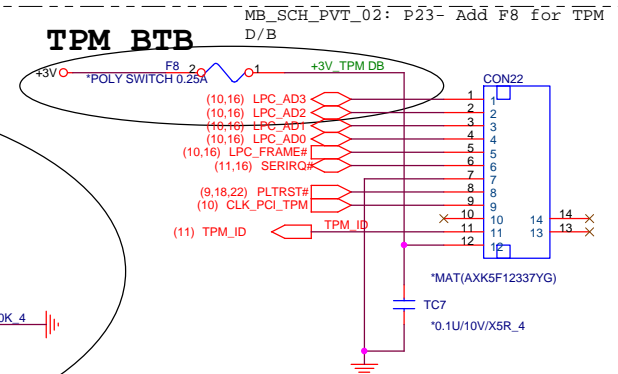 MB_SCH_PVT_02: P23- Add F8 for TPM
D/B
TPM BTB
+3V
F8
2
1
*POLY SWITCH 0.25A
+3V_TPM DB
CON22
(10,16) LPC_AD3
1
1
(10,16) LPC_AD2
2
2
(10,16) LPC_AD1
3
3
(10,16) LPC_AD0
4
4
(10,16) LPC_FRAME#
5
5
(11,16) SERIRQ#
6
6
7
7
(9,18,22) PLTRST#
8
8
(10) CLK_PCI_TPM
9
9
10
10
14
14
(11) TPM_ID
TPM_ID
11
11
13
13
12
12
*MAT(AXK5F12337YG)
TC7
*0.1U/10V/X5R_4
0K_4